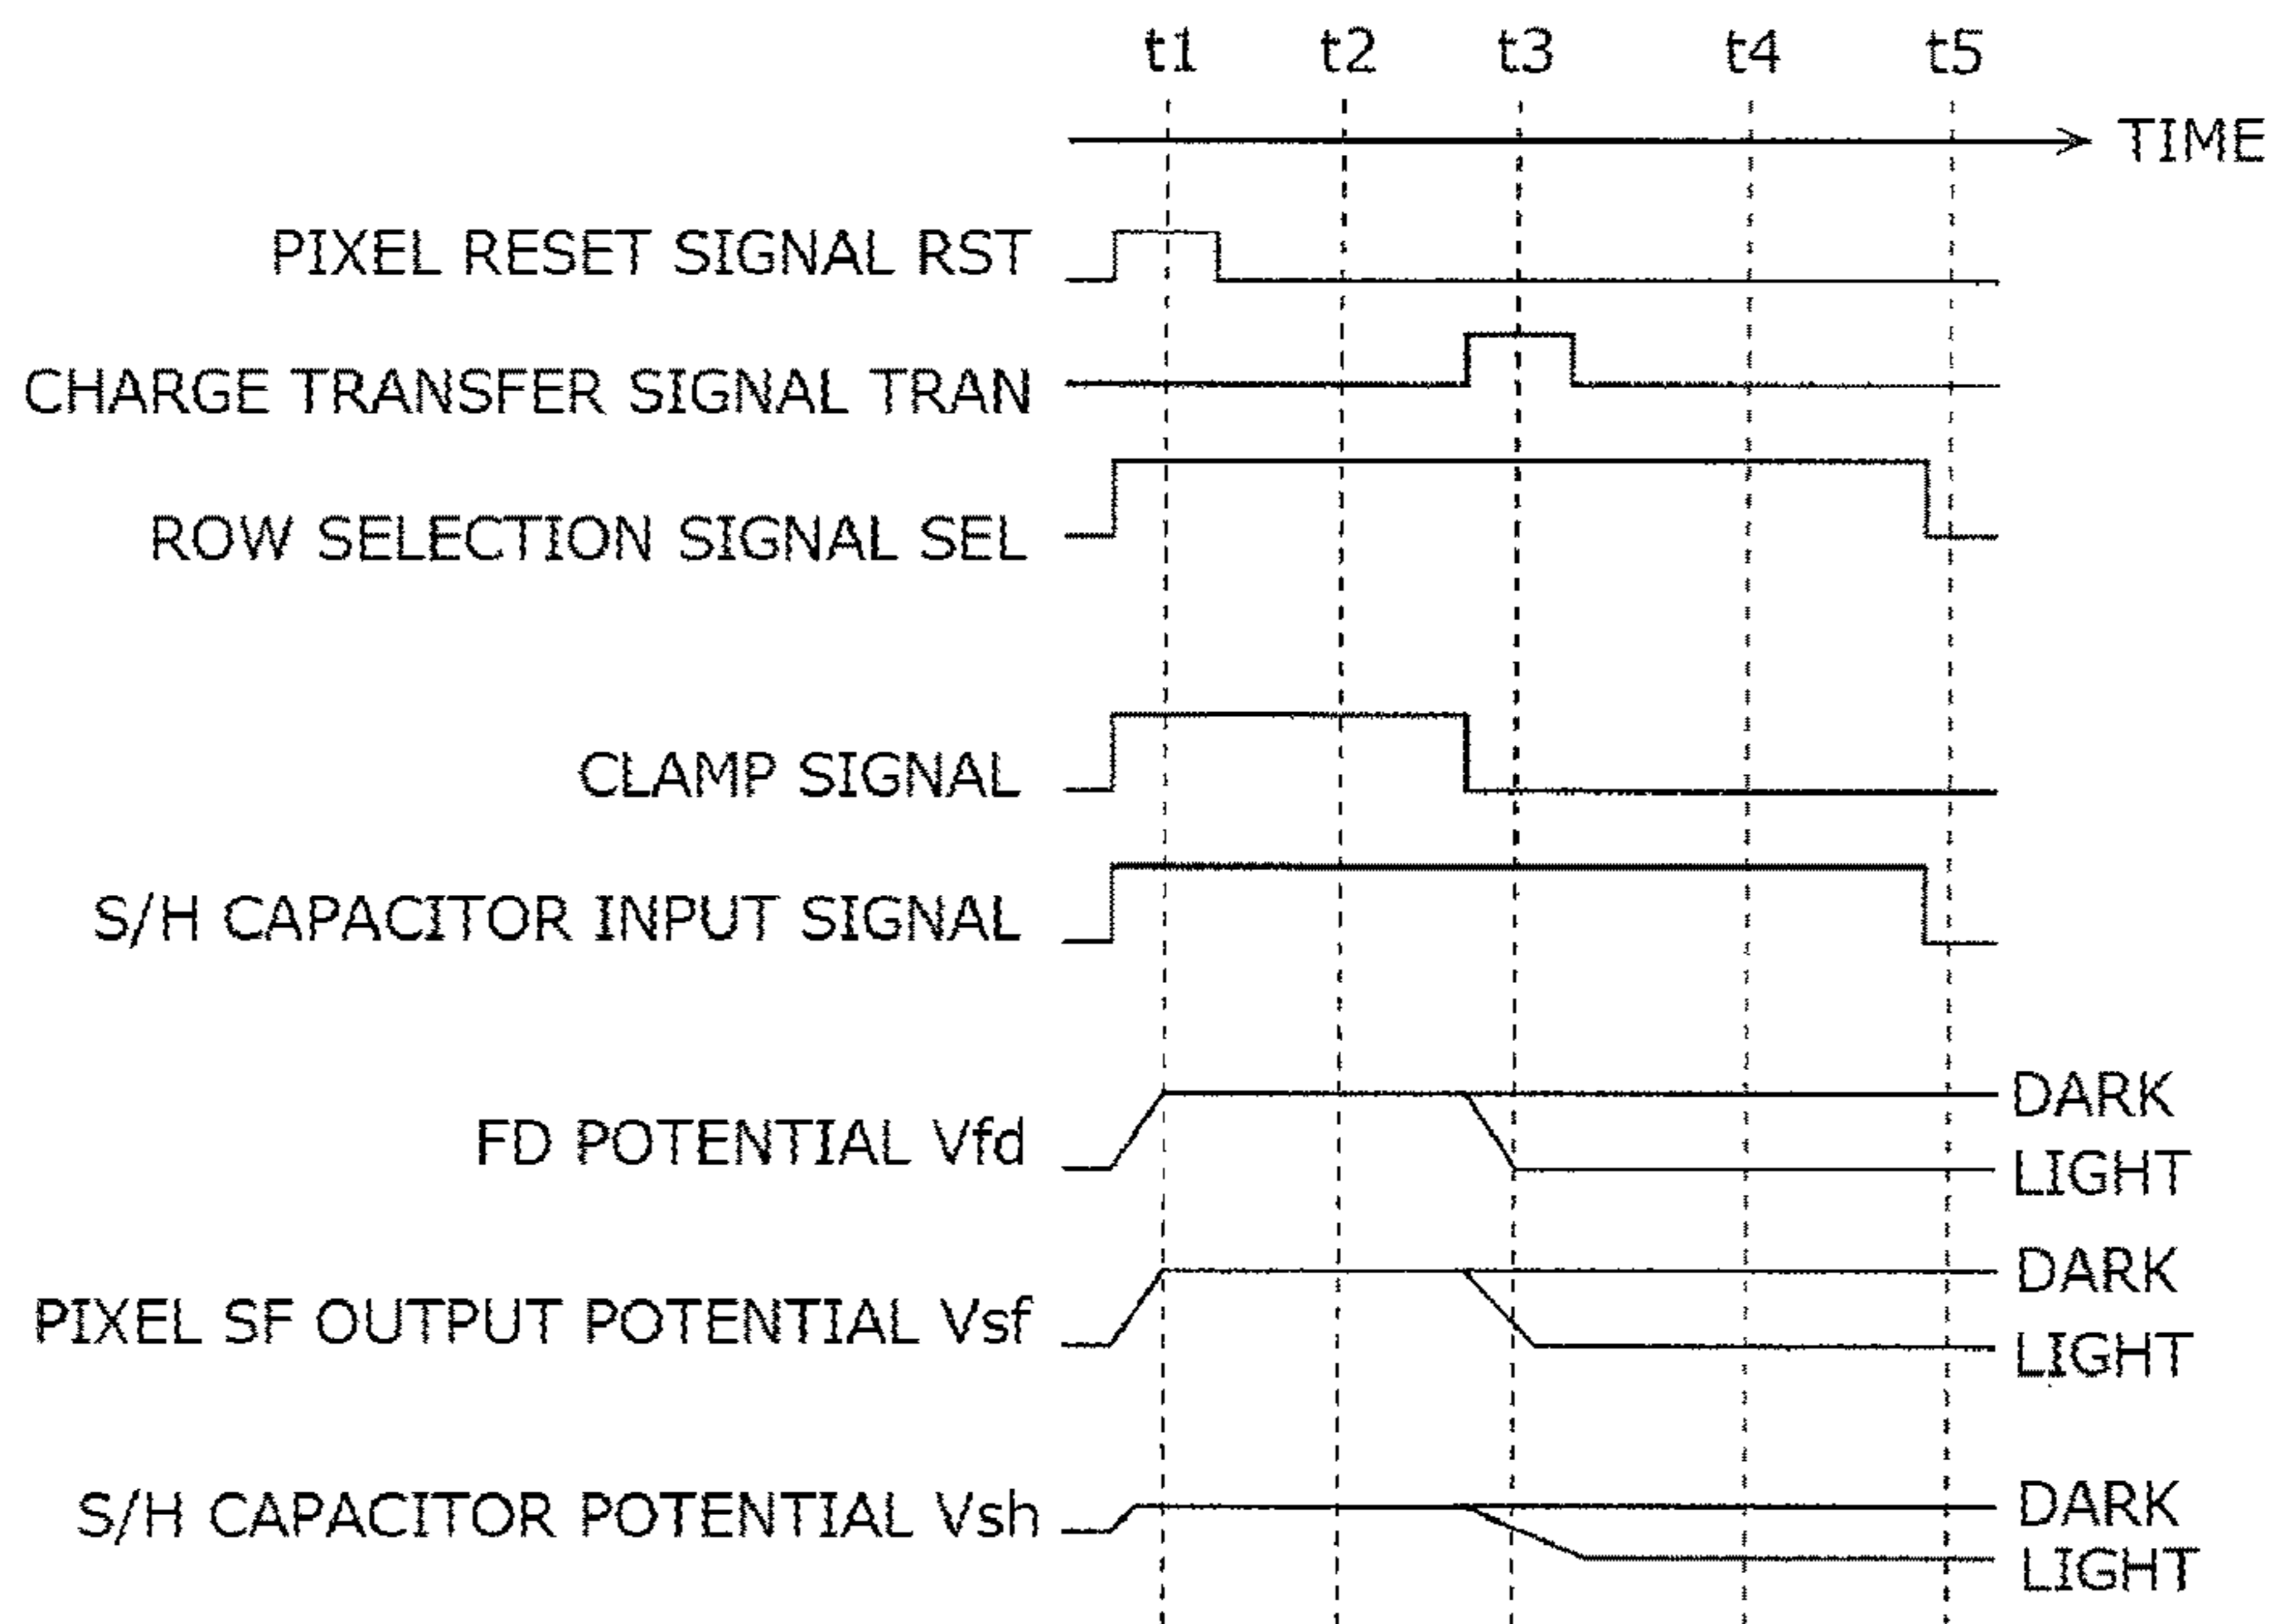 t1 t2 t3 t4 t5
TIME
PIXEL RESET SIGNAL RST
CHARGE TRANSFER SIGNAL TRAN
ROW SELECTION SIGNAL SEL
CLAMP SIGNAL
S/H CAPACITOR INPUT SIGNAL
DARK
FD POTENTIAL Vfd
LIGHT
DARK
PIXEL SF OUTPUT POTENTIAL Vsf
LIGHT
DARK
S/H CAPACITOR POTENTIAL Vsh
LIGHT